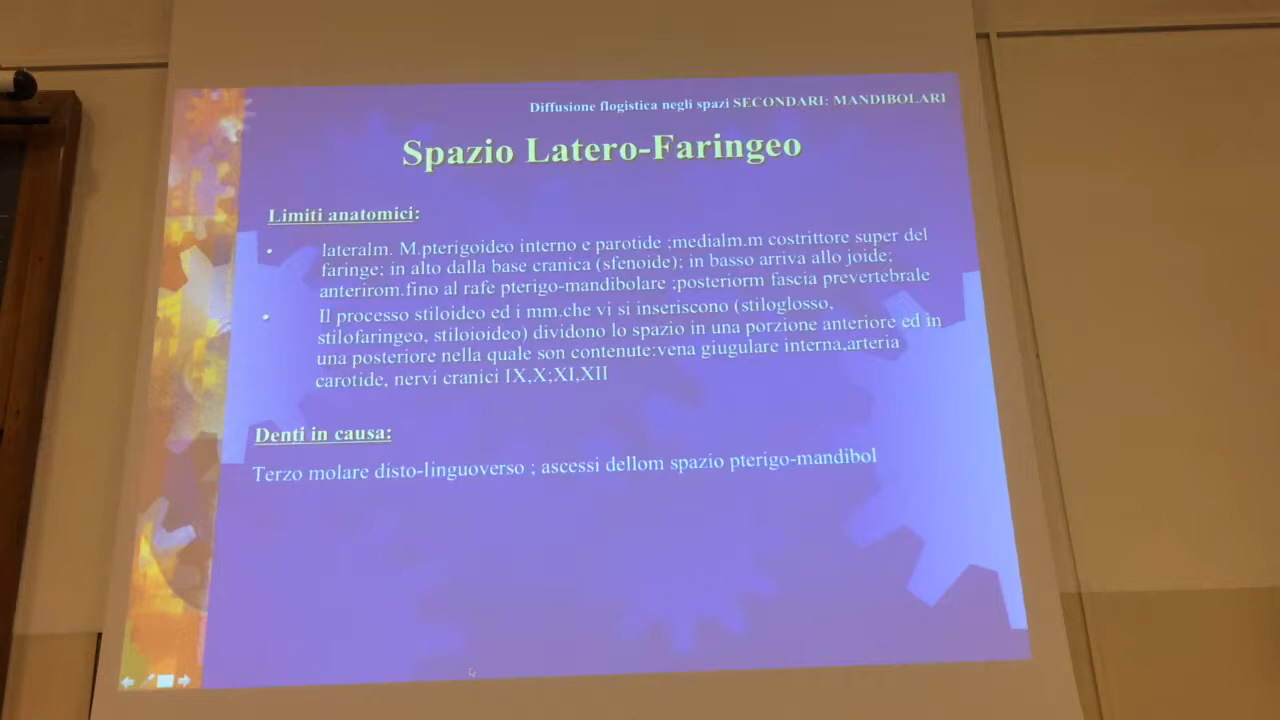 Diffusione flogistica negli spazi SECONDARI: MANDIBOLARI
Spazio Latero-Faringeo
Limiti anatomici:
• lateralm. M.pterigoideo interno e parotide ;medialm.m costrittore super del
faringe; in alto dalla base cranica (sfenoide); in basso arriva allo joide;
anterirom.fino al rafe pterigo-mandibolare ;posteriorm fascia prevertebrale
• Il processo stiloideo ed i mm.che vi si inseriscono (stiloglosso,
stilofaringeo, stiloioideo) dividono lo spazio in una porzione anteriore ed in
una posteriore nella quale son contenute:vena giugulare interna,arteria
carotide, nervi cranici IX,X;XI,XII
Denti in causa:
Terzo molare disto-linguoverso ; ascessi dellom spazio pterigo-mandibol